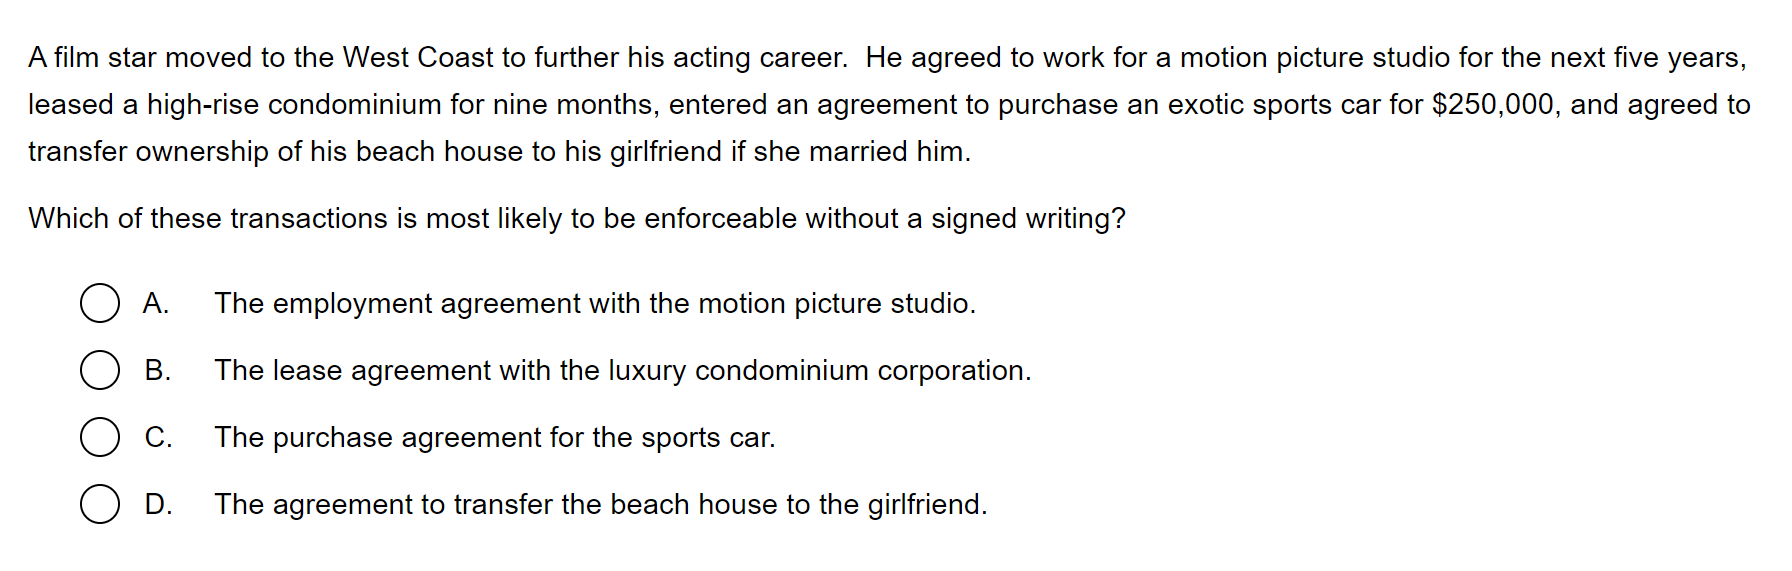 A film star moved to the West Coast to further his acting career.  He agreed to work for a motion picture studio for the next five years,
leased a high-rise condominium for nine months, entered an agreement to purchase an exotic sports car for $250,000, and agreed to
transfer ownership of his beach house to his girlfriend if she married him.
Which of these transactions is most likely to be enforceable without a signed writing?
A. The employment agreement with the motion picture studio.
B. The lease agreement with the luxury condominium corporation.
C. The purchase agreement for the sports car.
D. The agreement to transfer the beach house to the girlfriend.